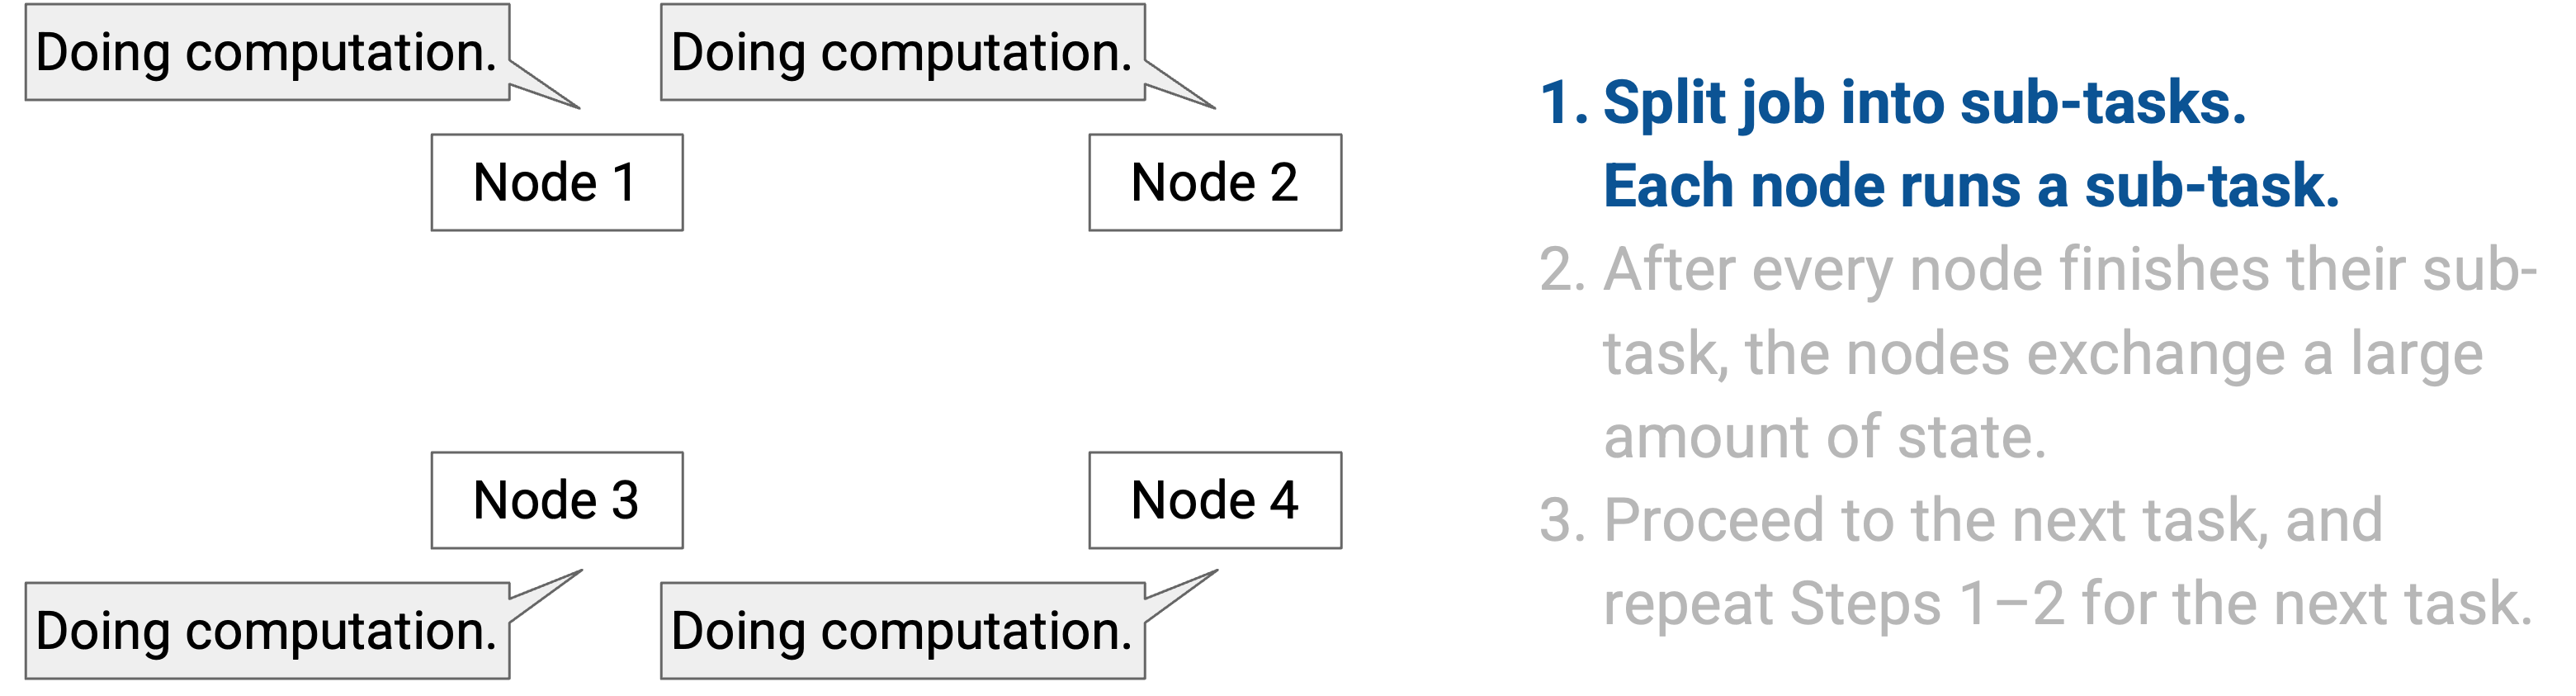 Doing computation.
Doing computation.
Node 1
Node 2
Node 3
Node 4
Doing computation.
Doing computation.
1. Split job into sub-tasks.
Each node runs a sub-task.
2. After every node finishes their sub-
task, the nodes exchange a large
amount of state.
3. Proceed to the next task, and
repeat Steps 1–2 for the next task.